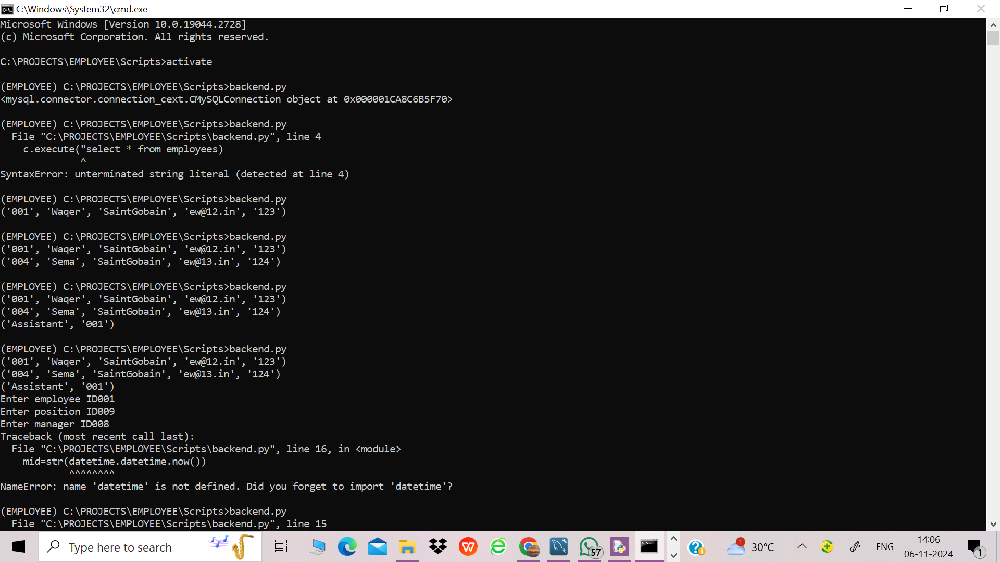 C:\Windows\System32\cmd.exe
Microsoft Windows [Version 10.0.19044.2728]
(c) Microsoft Corporation. All rights reserved.
C:\PROJECTS\EMPLOYEE\Scripts>activate
(EMPLOYEE) C:\PROJECTS\EMPLOYEE\Scripts>backend.py
<mysql.connector.connection_cext.CMySQLConnection object at 0x000001CA8C6B5F70>
(EMPLOYEE) C:\PROJECTS\EMPLOYEE\Scripts>backend.py
  File "C:\PROJECTS\EMPLOYEE\Scripts\backend.py", line 4
    c.execute("select * from employees)
              ^
SyntaxError: unterminated string literal (detected at line 4)
(EMPLOYEE) C:\PROJECTS\EMPLOYEE\Scripts>backend.py
('001', 'Waqer', 'SaintGobain', 'ew@12.in', '123')
(EMPLOYEE) C:\PROJECTS\EMPLOYEE\Scripts>backend.py
('001', 'Waqer', 'SaintGobain', 'ew@12.in', '123')
('004', 'Sema', 'SaintGobain', 'ew@13.in', '124')
(EMPLOYEE) C:\PROJECTS\EMPLOYEE\Scripts>backend.py
('001', 'Waqer', 'SaintGobain', 'ew@12.in', '123')
('004', 'Sema', 'SaintGobain', 'ew@13.in', '124')
('Assistant', '001')
(EMPLOYEE) C:\PROJECTS\EMPLOYEE\Scripts>backend.py
('001', 'Waqer', 'SaintGobain', 'ew@12.in', '123')
('004', 'Sema', 'SaintGobain', 'ew@13.in', '124')
('Assistant', '001')
Enter employee ID001
Enter position ID009
Enter manager ID008
Traceback (most recent call last):
  File "C:\PROJECTS\EMPLOYEE\Scripts\backend.py", line 16, in <module>
    mid=str(datetime.datetime.now())
            ^^^^^^^^
NameError: name 'datetime' is not defined. Did you forget to import 'datetime'?
(EMPLOYEE) C:\PROJECTS\EMPLOYEE\Scripts>backend.py
  File "C:\PROJECTS\EMPLOYEE\Scripts\backend.py", line 15
Type here to search
57
1
30°C
ENG
14:06
06-11-2024
1